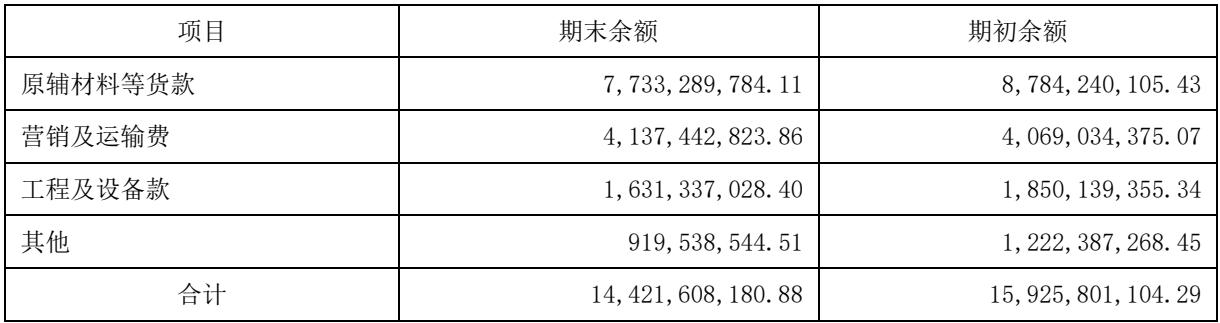 项目 期末余额 期初余额
原辅材料等货款 7,733,289,784.11 8,784,240,105.43
营销及运输费 4,137,442,823.86 4,069,034,375.07
工程及设备款 1,631,337,028.40 1,850,139,355.34
其他 919,538,544.51 1,222,387,268.45
合计 14,421,608,180.88 15,925,801,104.29